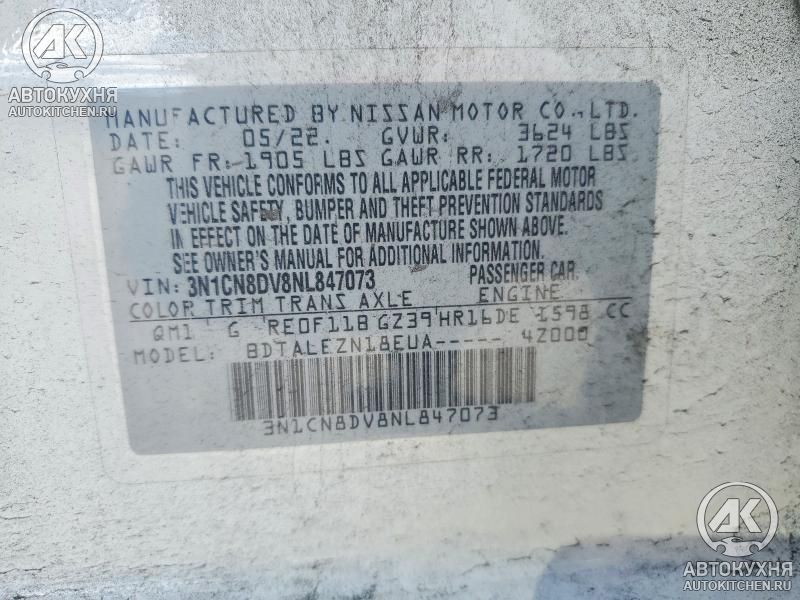 AK
АВТОКУХНЯ
AUTOKITCHEN.RU
MANUFACTURED BY NISSAN MOTOR CO., LTD.
DATE: 05/22. GVWR: 3624 LBS
GAWR FR: 1905 LBS GAWR RR: 1720 LBS
THIS VEHICLE CONFORMS TO ALL APPLICABLE FEDERAL MOTOR
VEHICLE SAFETY, BUMPER AND THEFT PREVENTION STANDARDS
IN EFFECT ON THE DATE OF MANUFACTURE SHOWN ABOVE.
SEE OWNER'S MANUAL FOR ADDITIONAL INFORMATION.
VIN: 3N1CN8DV8NL847073 PASSENGER CAR.
COLOR TRIM TRANS AXLE ENGINE
QM1 G RE0F11B GZ39 HR16DE 1598 CC
MODEL: BDTALEZN18EUA----- 4Z000
3N1CN8DV8NL847073
AK
АВТОКУХНЯ
AUTOKITCHEN.RU